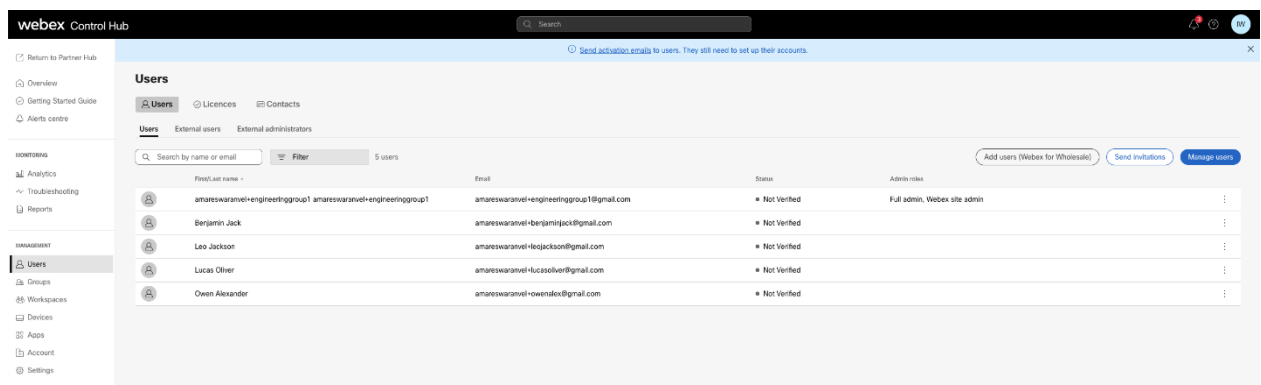 webex Control Hub
Search
IW
Return to Partner Hub
Send activation emails to users. They still need to set up their accounts.
Overview
Getting Started Guide
Alerts centre
MONITORING
Analytics
Troubleshooting
Reports
MANAGEMENT
Users
Groups
Workspaces
Devices
Apps
Account
Settings
Users
Users Licences Contacts
Users External users External administrators
Search by name or email Filter 5 users Add users (Webex for Wholesale) Send invitations Manage users
First/Last name Email Status Admin roles
amareswaranvel+engineeringgroup1 amareswaranvel+engineeringgroup1 amareswaranvel+engineeringgroup1@gmail.com Not Verified Full admin, Webex site admin
Benjamin Jack amareswaranvel+benjaminjack@gmail.com Not Verified
Leo Jackson amareswaranvel+leojackson@gmail.com Not Verified
Lucas Oliver amareswaranvel+lucasoliver@gmail.com Not Verified
Owen Alexander amareswaranvel+owenalex@gmail.com Not Verified